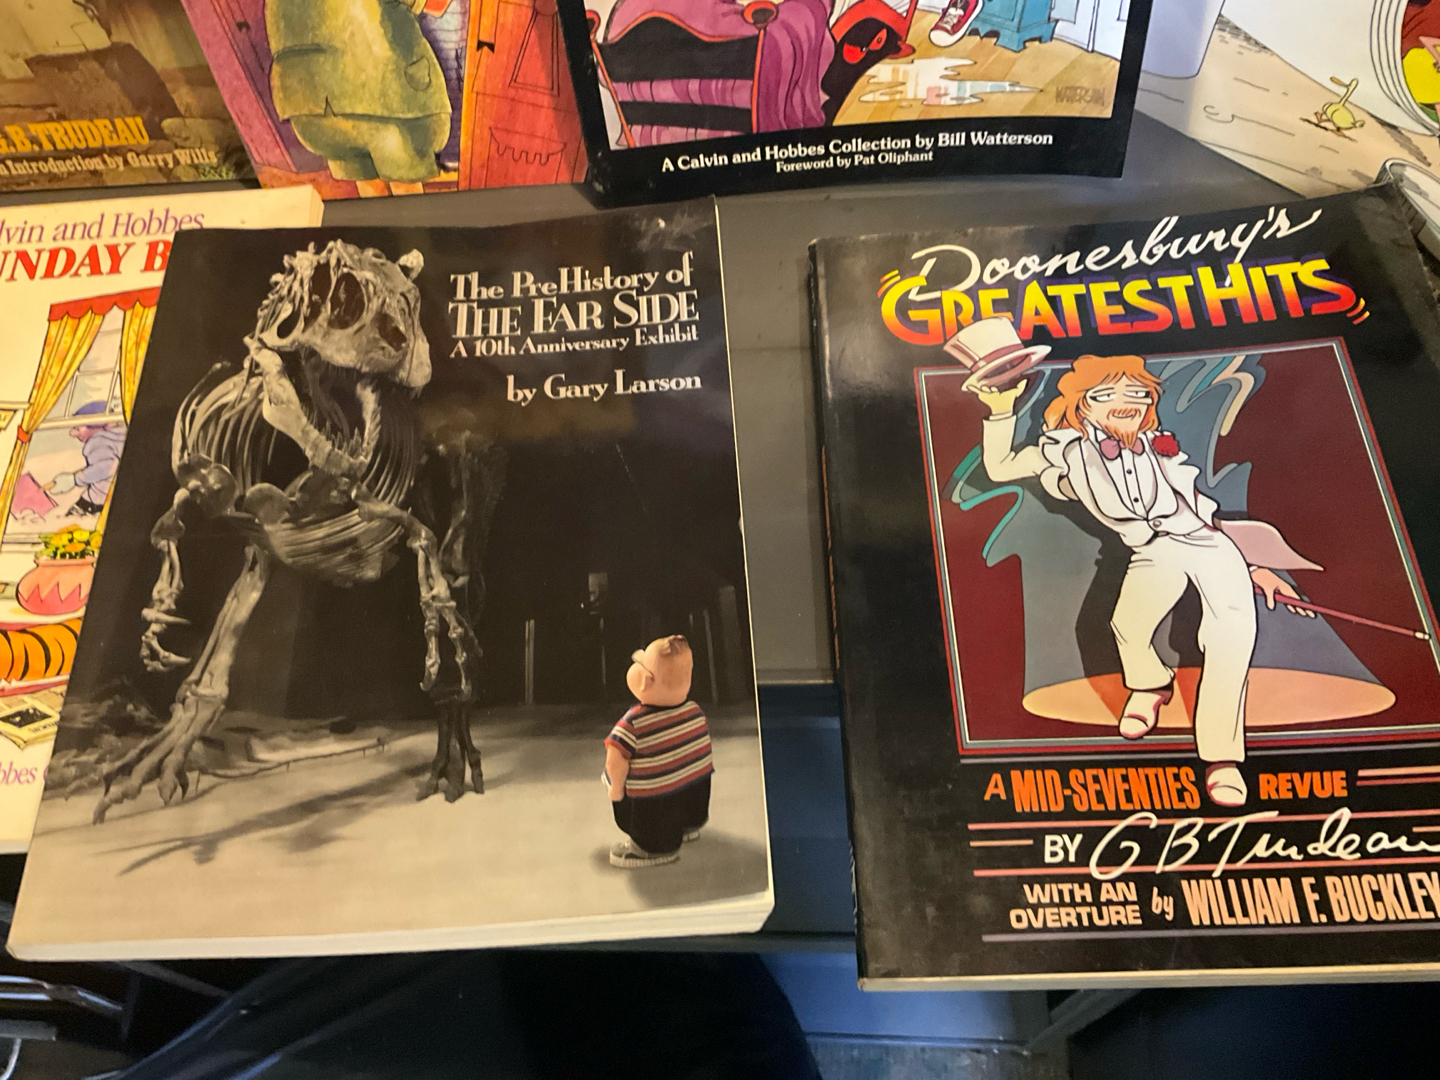 G.B. TRUDEAU
an Introduction by Garry Wills
A Calvin and Hobbes Collection by Bill Watterson
Foreword by Pat Oliphant
lvin and Hobbes
UNDAY B
bbes
The PreHistory of
THE FAR SIDE
A 10th Anniversary Exhibit
by Gary Larson
Doonesbury's
GREATEST HITS
A MID-SEVENTIES REVUE
BY G B Trudeau
WITH AN
OVERTURE by WILLIAM F. BUCKLEY